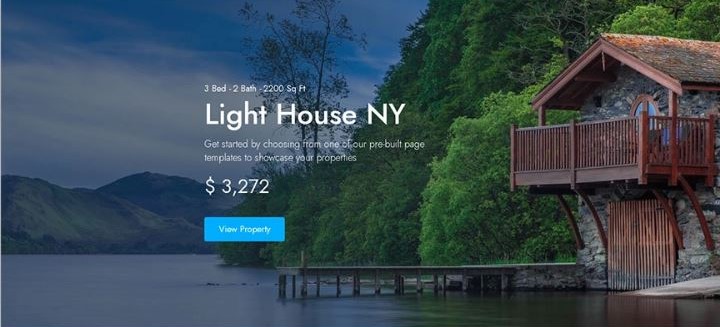 3 Bed - 2 Bath - 2200 Sq Ft
Light House NY
Get started by choosing from one of our pre-built page
templates to showcase your properties
$ 3,272
View Property